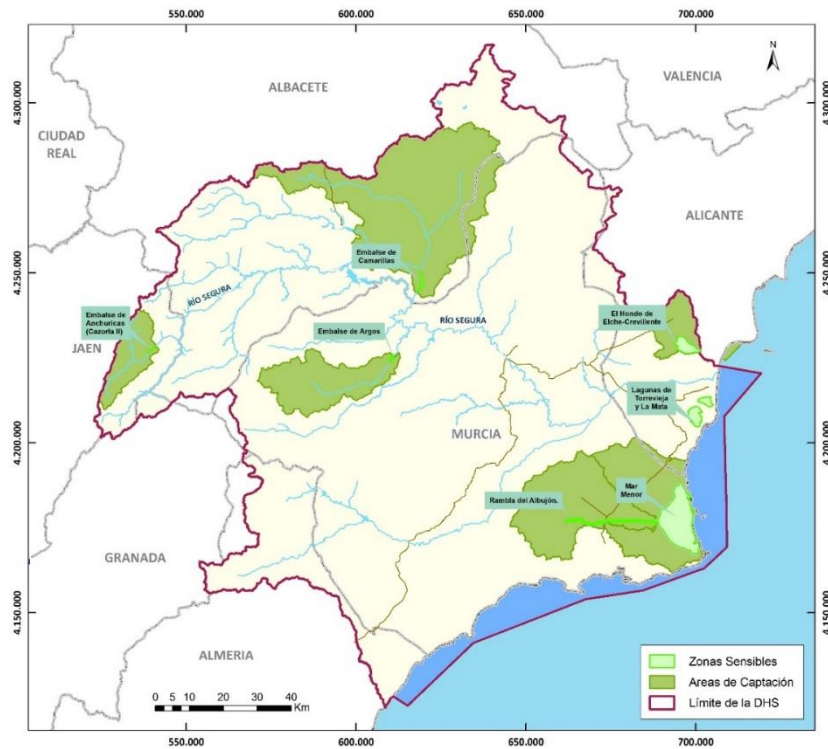 550.000
600.000
650.000
700.000
N
VALENCIA
ALBACETE
4.300.000
4.300.000
CIUDAD
REAL
ALICANTE
Embalse de
Camarillas
4.250.000
4.250.000
RÍO SEGURA
El Hondo de
Elche-Crevillente
Embalse de
Anchuricas
(Cazorla II)
Embalse de Argos
RÍO SEGURA
JAEN
Lagunas de
Torrevieja
y La Mata
4.200.000
4.200.000
MURCIA
Mar
Menor
Rambla del Albujón.
GRANADA
4.150.000
4.150.000
ALMERIA
Zonas Sensibles
Areas de Captación
Límite de la DHS
0 5 10 20 30 40
Km
550.000
600.000
650.000
700.000